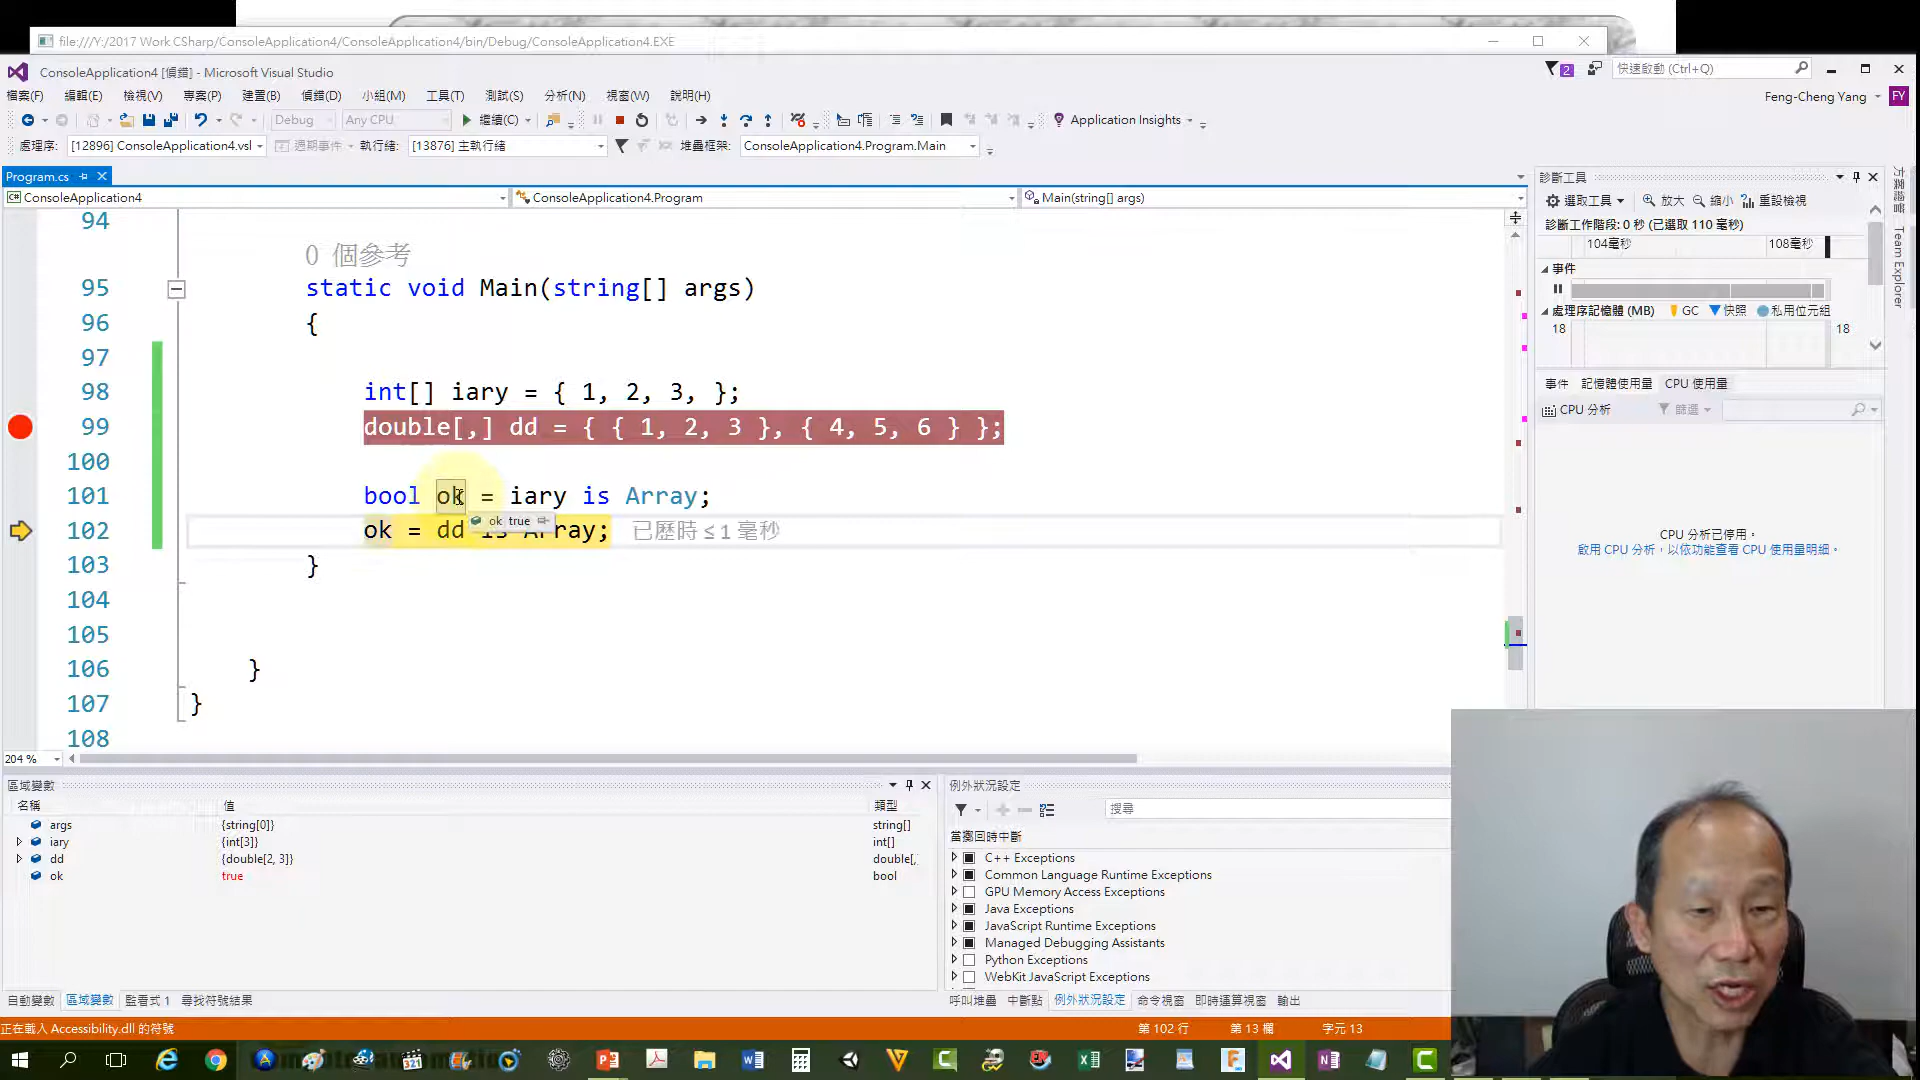 file:///Y:/2017 Work CSharp/ConsoleApplication4/ConsoleApplication4/bin/Debug/ConsoleApplication4.EXE
ConsoleApplication4 [偵錯] - Microsoft Visual Studio
2
快速啟動 (Ctrl+Q)
檔案(F) 編輯(E) 檢視(V) 專案(P) 建置(B) 偵錯(D) 小組(M) 工具(T) 測試(S) 分析(N) 視窗(W) 說明(H)
Feng-Cheng Yang FY
Debug Any CPU 繼續(C) Application Insights
處理序: [12896] ConsoleApplication4.vsl 週期事件 執行緒: [13876] 主執行緒 堆疊框架: ConsoleApplication4.Program.Main
Program.cs
ConsoleApplication4 ConsoleApplication4.Program Main(string[] args)
94
0 個參考
95 static void Main(string[] args)
96 {
97
98 int[] iary = { 1, 2, 3, };
99 double[,] dd = { { 1, 2, 3 }, { 4, 5, 6 } };
100
101 bool ok = iary is Array;
ok true
102 ok = dd is Array; 已歷時 ≤ 1 毫秒
103 }
104
105
106 }
107 }
108
204 %
診斷工具
選取工具 放大 縮小 重設檢視
診斷工作階段: 0 秒 (已選取 110 毫秒)
104毫秒 108毫秒
事件
處理序記憶體 (MB) GC 快照 私用位元組
18 18
事件 記憶體使用量 CPU 使用量
CPU 分析 篩選
CPU 分析已停用。
啟用 CPU 分析，以依功能查看 CPU 使用量明細。
方案總管
Team Explorer
區域變數
名稱 值 類型
args {string[0]} string[]
iary {int[3]} int[]
dd {double[2, 3]} double[,
ok true bool
自動變數 區域變數 監看式 1 尋找符號結果
例外狀況設定
搜尋
當擲回時中斷
C++ Exceptions
Common Language Runtime Exceptions
GPU Memory Access Exceptions
Java Exceptions
JavaScript Runtime Exceptions
Managed Debugging Assistants
Python Exceptions
WebKit JavaScript Exceptions
呼叫堆疊 中斷點 例外狀況設定 命令視窗 即時運算視窗 輸出
正在載入 Accessibility.dll 的符號 第 102 行 第 13 欄 字元 13